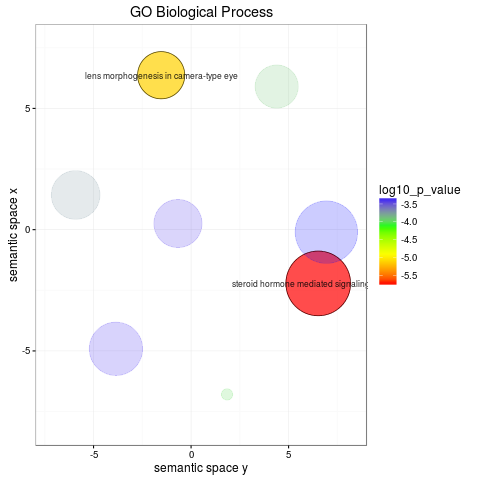 GO Biological Process
lens morphogenesis in camera-type eye
steroid hormone mediated signaling
5
0
-5
-5
0
5
semantic space x
semantic space y
log10_p_value
-3.5
-4.0
-4.5
-5.0
-5.5